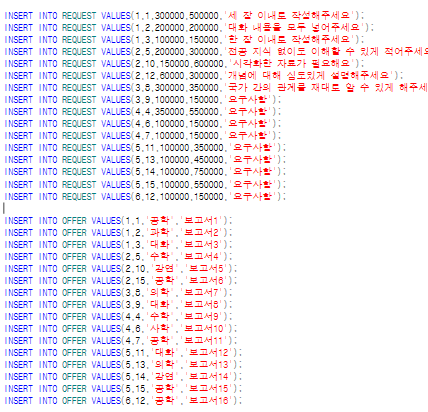 INSERT INTO REQUEST VALUES(1,1,300000,500000,'세 장 이내로 작성해주세요');
INSERT INTO REQUEST VALUES(1,2,200000,200000,'대화 내용을 모두 넣어주세요');
INSERT INTO REQUEST VALUES(1,3,100000,150000,'한 장 이내로 작성해주세요');
INSERT INTO REQUEST VALUES(2,5,200000,300000,'전공 지식 없이도 이해할 수 있게 적어주세요
INSERT INTO REQUEST VALUES(2,10,150000,600000,'시각화한 자료가 필요해요');
INSERT INTO REQUEST VALUES(2,12,60000,300000,'개념에 대해 심도있게 설명해주세요');
INSERT INTO REQUEST VALUES(3,8,300000,350000,'국가 간의 관계를 재대로 알 수 있게 해주세
INSERT INTO REQUEST VALUES(3,9,100000,150000,'요구사항');
INSERT INTO REQUEST VALUES(4,4,350000,550000,'요구사항');
INSERT INTO REQUEST VALUES(4,6,100000,150000,'요구사항');
INSERT INTO REQUEST VALUES(4,7,100000,150000,'요구사항');
INSERT INTO REQUEST VALUES(5,11,100000,350000,'요구사항');
INSERT INTO REQUEST VALUES(5,13,100000,450000,'요구사항');
INSERT INTO REQUEST VALUES(5,14,100000,750000,'요구사항');
INSERT INTO REQUEST VALUES(5,15,100000,550000,'요구사항');
INSERT INTO REQUEST VALUES(6,12,100000,150000,'요구사항');
INSERT INTO OFFER VALUES(1,1,'공학','보고서1');
INSERT INTO OFFER VALUES(1,2,'과학','보고서2');
INSERT INTO OFFER VALUES(1,3,'대화','보고서3');
INSERT INTO OFFER VALUES(2,5,'수학','보고서4');
INSERT INTO OFFER VALUES(2,10,'강연','보고서5');
INSERT INTO OFFER VALUES(2,15,'공학','보고서6');
INSERT INTO OFFER VALUES(3,8,'의학','보고서7');
INSERT INTO OFFER VALUES(3,9,'대화','보고서8');
INSERT INTO OFFER VALUES(4,4,'수학','보고서9');
INSERT INTO OFFER VALUES(4,6,'사학','보고서10');
INSERT INTO OFFER VALUES(4,7,'공학','보고서11');
INSERT INTO OFFER VALUES(5,11,'대화','보고서12');
INSERT INTO OFFER VALUES(5,13,'의학','보고서13');
INSERT INTO OFFER VALUES(5,14,'강연','보고서14');
INSERT INTO OFFER VALUES(5,15,'공학','보고서15');
INSERT INTO OFFER VALUES(6,12,'공학','보고서16');